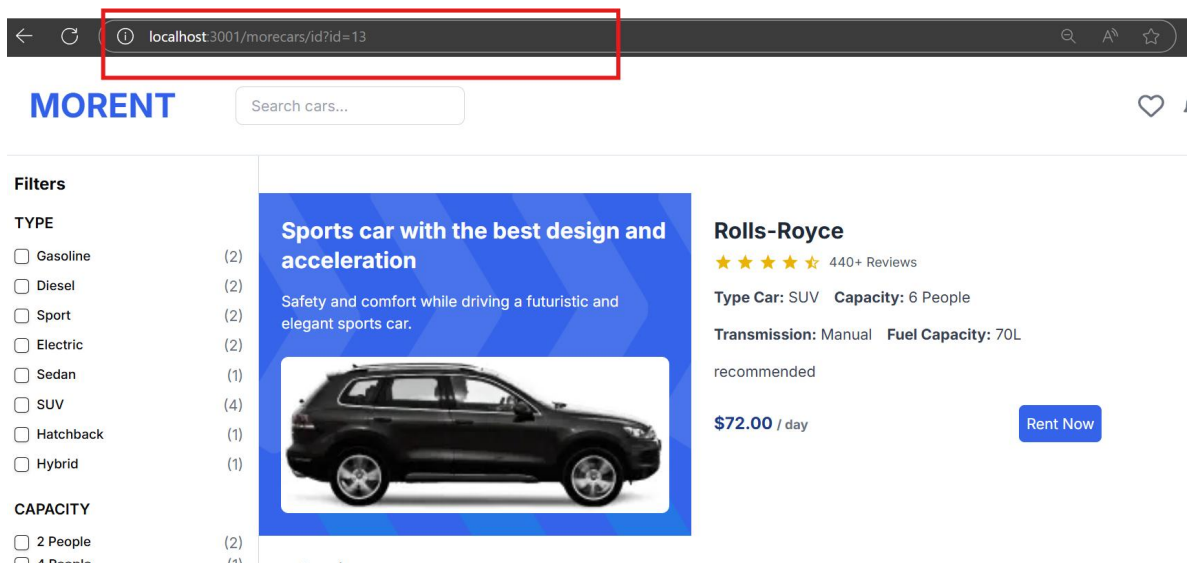 localhost:3001/morecars/id?id=13
MORENT
Search cars...
Filters
TYPE
Gasoline (2)
Diesel (2)
Sport (2)
Electric (2)
Sedan (1)
SUV (4)
Hatchback (1)
Hybrid (1)
CAPACITY
2 People (2)
4 People (1)
Sports car with the best design and
acceleration
Safety and comfort while driving a futuristic and
elegant sports car.
Rolls-Royce
440+ Reviews
Type Car: SUV Capacity: 6 People
Transmission: Manual Fuel Capacity: 70L
recommended
$72.00 / day
Rent Now